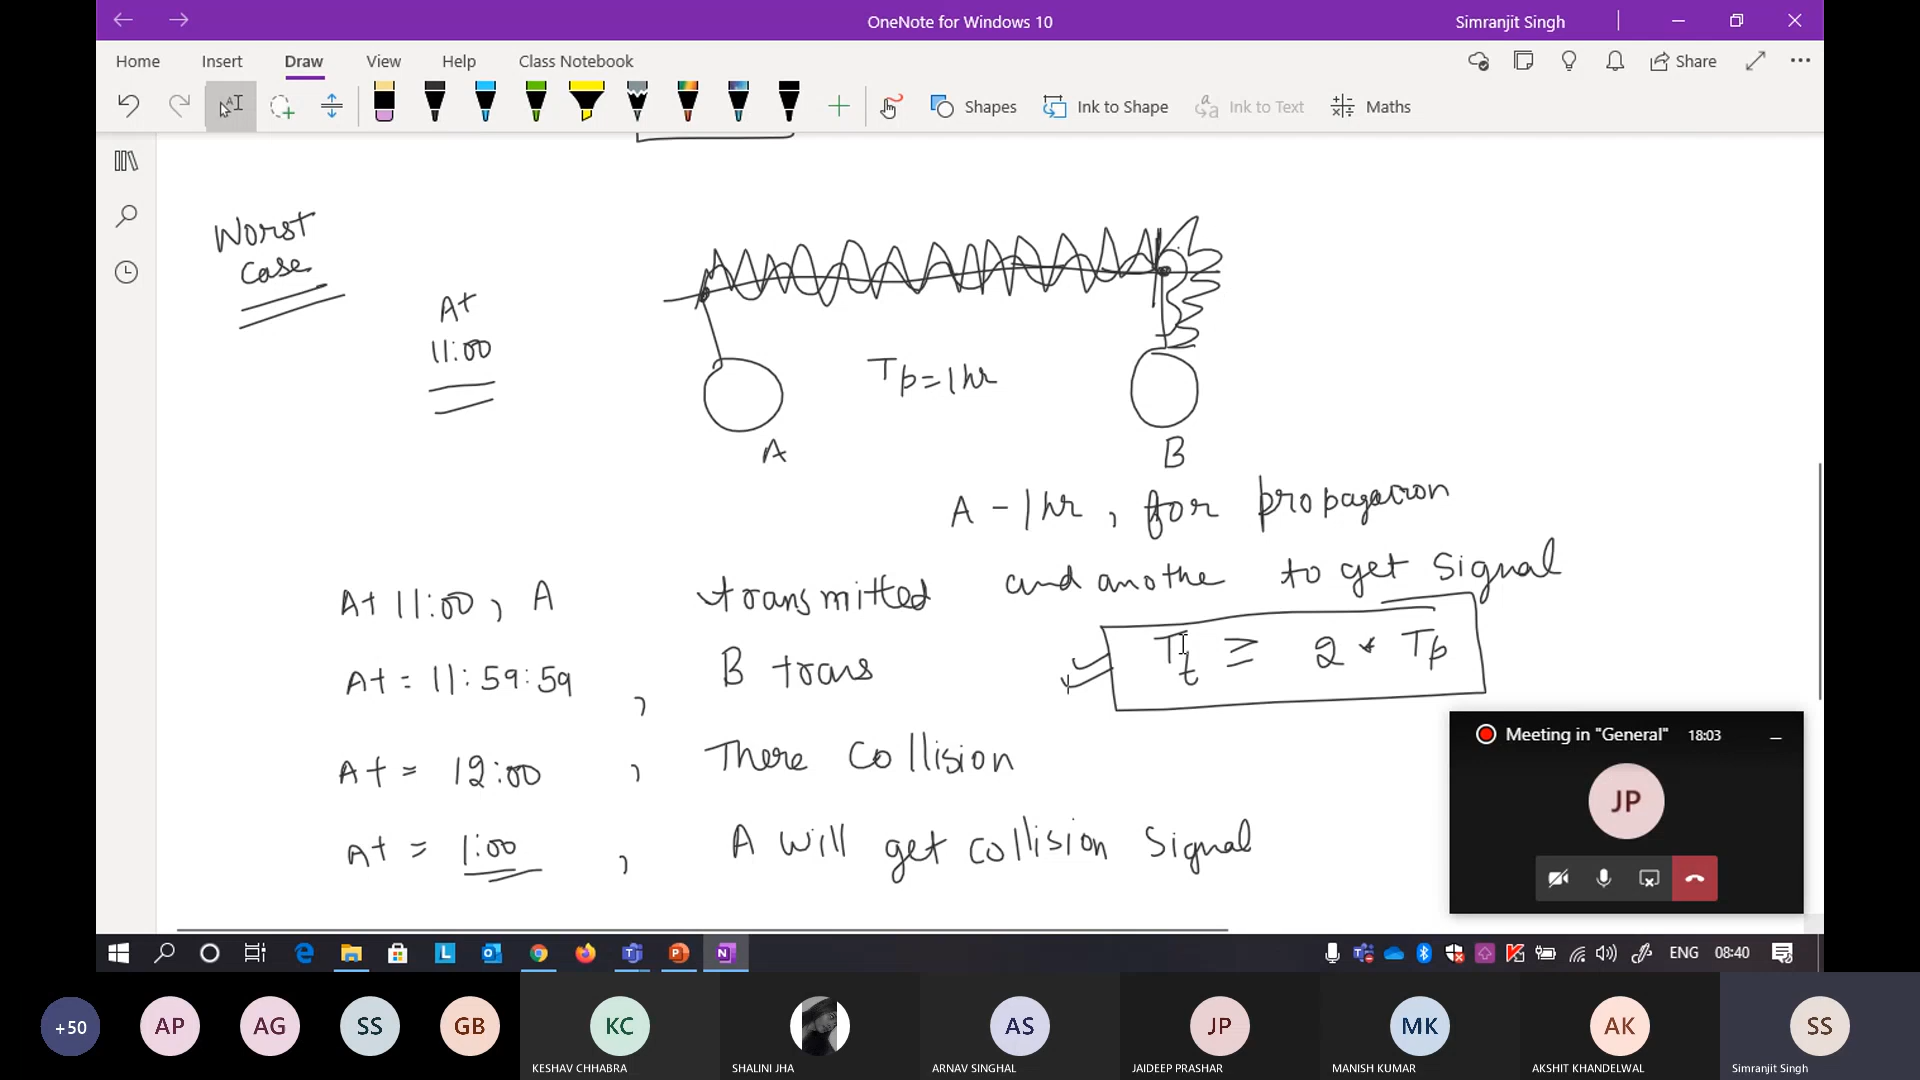 OneNote for Windows 10
Simranjit Singh
Home Insert Draw View Help Class Notebook
Share
Shapes Ink to Shape Ink to Text Maths
Worst
case
At
11:00
Tp=1hr
A
B
A - 1hr, for propagation
and anothe to get signal
At 11:00, A transmitted
Tt ≥ 2 * Tp
At = 11:59:59, B trans
At = 12:00, There Collision
At = 1:00, A will get collision signal
Meeting in "General" 18:03
JP
ENG 08:40
+50 AP AG SS GB KC AS JP MK AK SS
KESHAV CHHABRA SHALINI JHA ARNAV SINGHAL JAIDEEP PRASHAR MANISH KUMAR AKSHIT KHANDELWAL Simranjit Singh